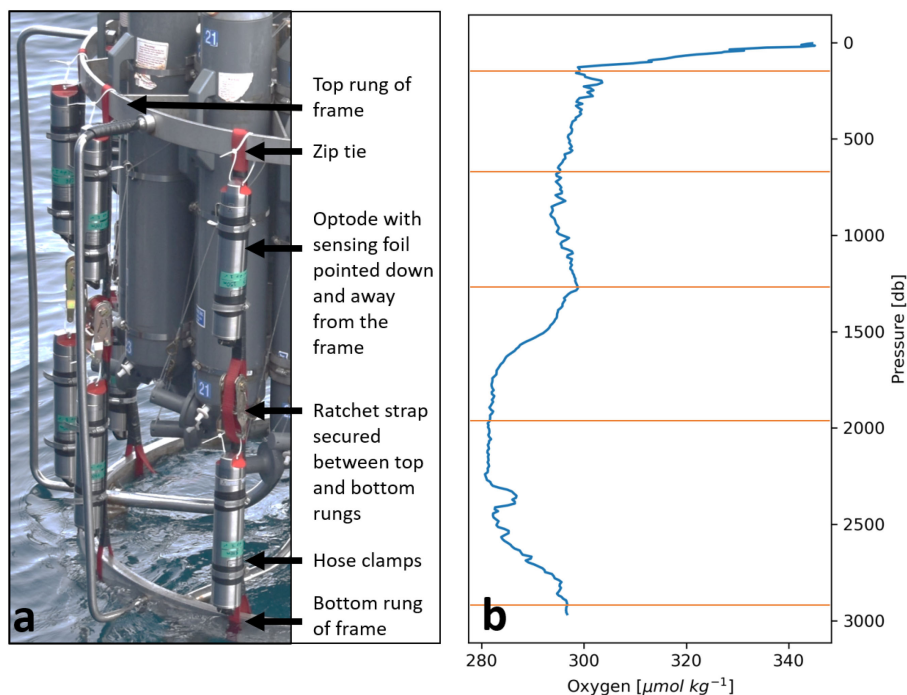 21
Top rung of
frame
Zip tie
Optode with
sensing foil
pointed down
and away
from the
frame
21
Ratchet strap
secured
between top
and bottom
rungs
Hose clamps
Bottom rung
of frame
a
0
500
1000
1500
2000
2500
3000
Pressure [db]
b
280
300
320
340
Oxygen [μmol kg⁻¹]